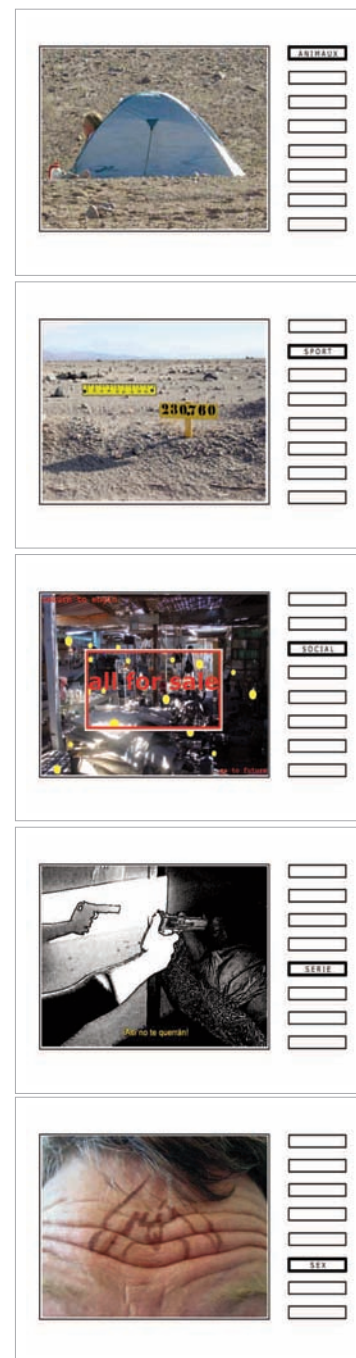 ANIMAUX
SPORT
230,760
SOCIAL
all for sale
SERIE
¡Así no te querrán!
SEX